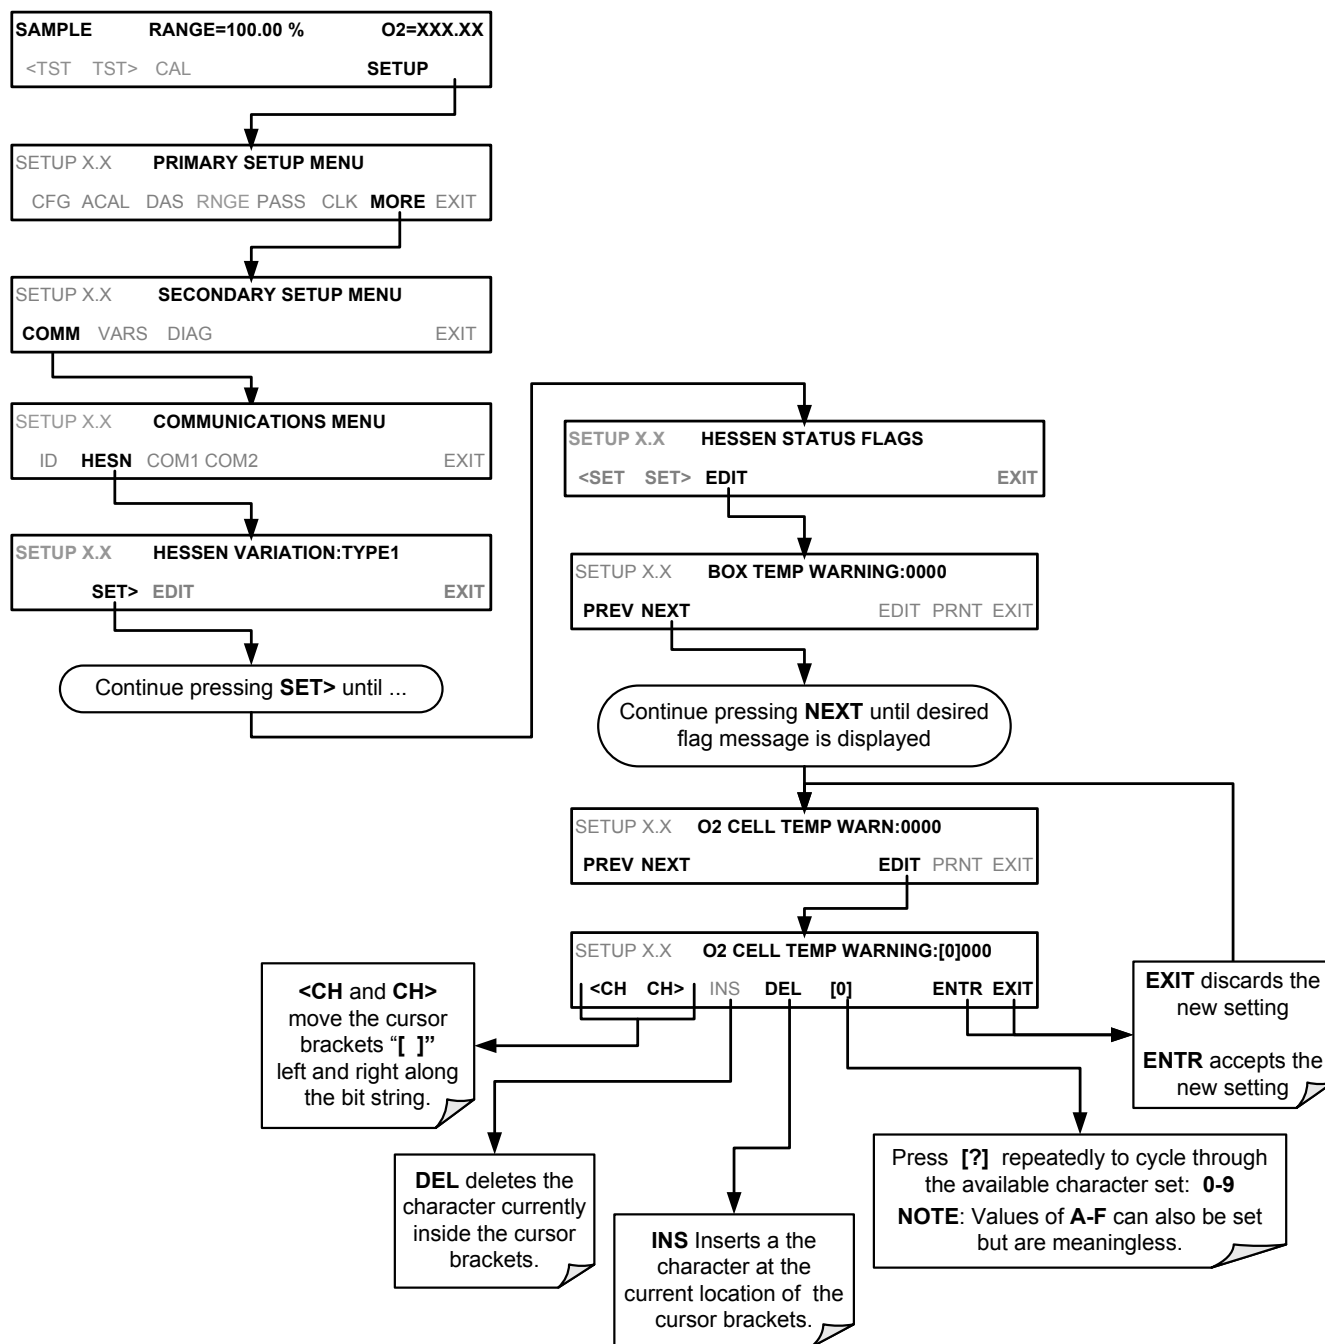 SAMPLE RANGE=100.00 % O2=XXX.XX
<TST TST> CAL SETUP
SETUP X.X PRIMARY SETUP MENU
CFG ACAL DAS RNGE PASS CLK MORE EXIT
SETUP X.X SECONDARY SETUP MENU
COMM VARS DIAG EXIT
SETUP X.X COMMUNICATIONS MENU
ID HESN COM1 COM2 EXIT
SETUP X.X HESSEN VARIATION:TYPE1
SET> EDIT EXIT
Continue pressing SET> until ...
SETUP X.X HESSEN STATUS FLAGS
<SET SET> EDIT EXIT
SETUP X.X BOX TEMP WARNING:0000
PREV NEXT EDIT PRNT EXIT
Continue pressing NEXT until desired
flag message is displayed
SETUP X.X O2 CELL TEMP WARN:0000
PREV NEXT EDIT PRNT EXIT
SETUP X.X O2 CELL TEMP WARNING:[0]000
<CH CH> INS DEL [0] ENTR EXIT
<CH and CH>
move the cursor
brackets “[ ]”
left and right along
the bit string.
EXIT discards the
new setting
ENTR accepts the
new setting
DEL deletes the
character currently
inside the cursor
brackets.
INS Inserts a the
character at the
current location of the
cursor brackets.
Press [?] repeatedly to cycle through
the available character set: 0-9
NOTE: Values of A-F can also be set
but are meaningless.